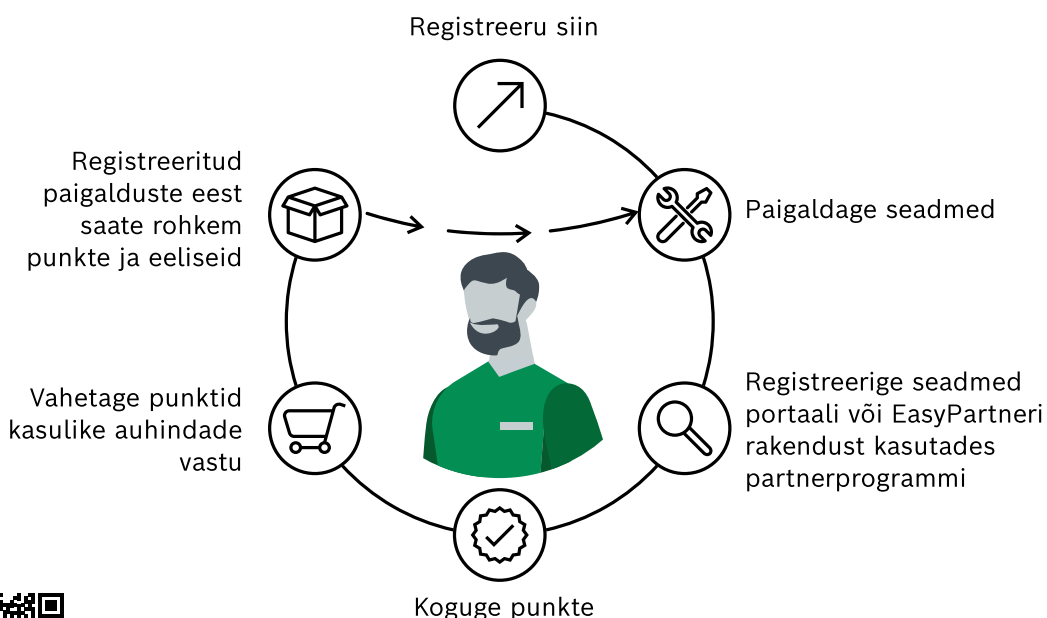 Registreeru siin
Paigaldage seadmed
Registreerige seadmed
portaali või EasyPartneri
rakendust kasutades
partnerprogrammi
Koguge punkte
Vahetage punktid
kasulike auhindade
vastu
Registreeritud
paigalduste eest
saate rohkem
punkte ja eeliseid